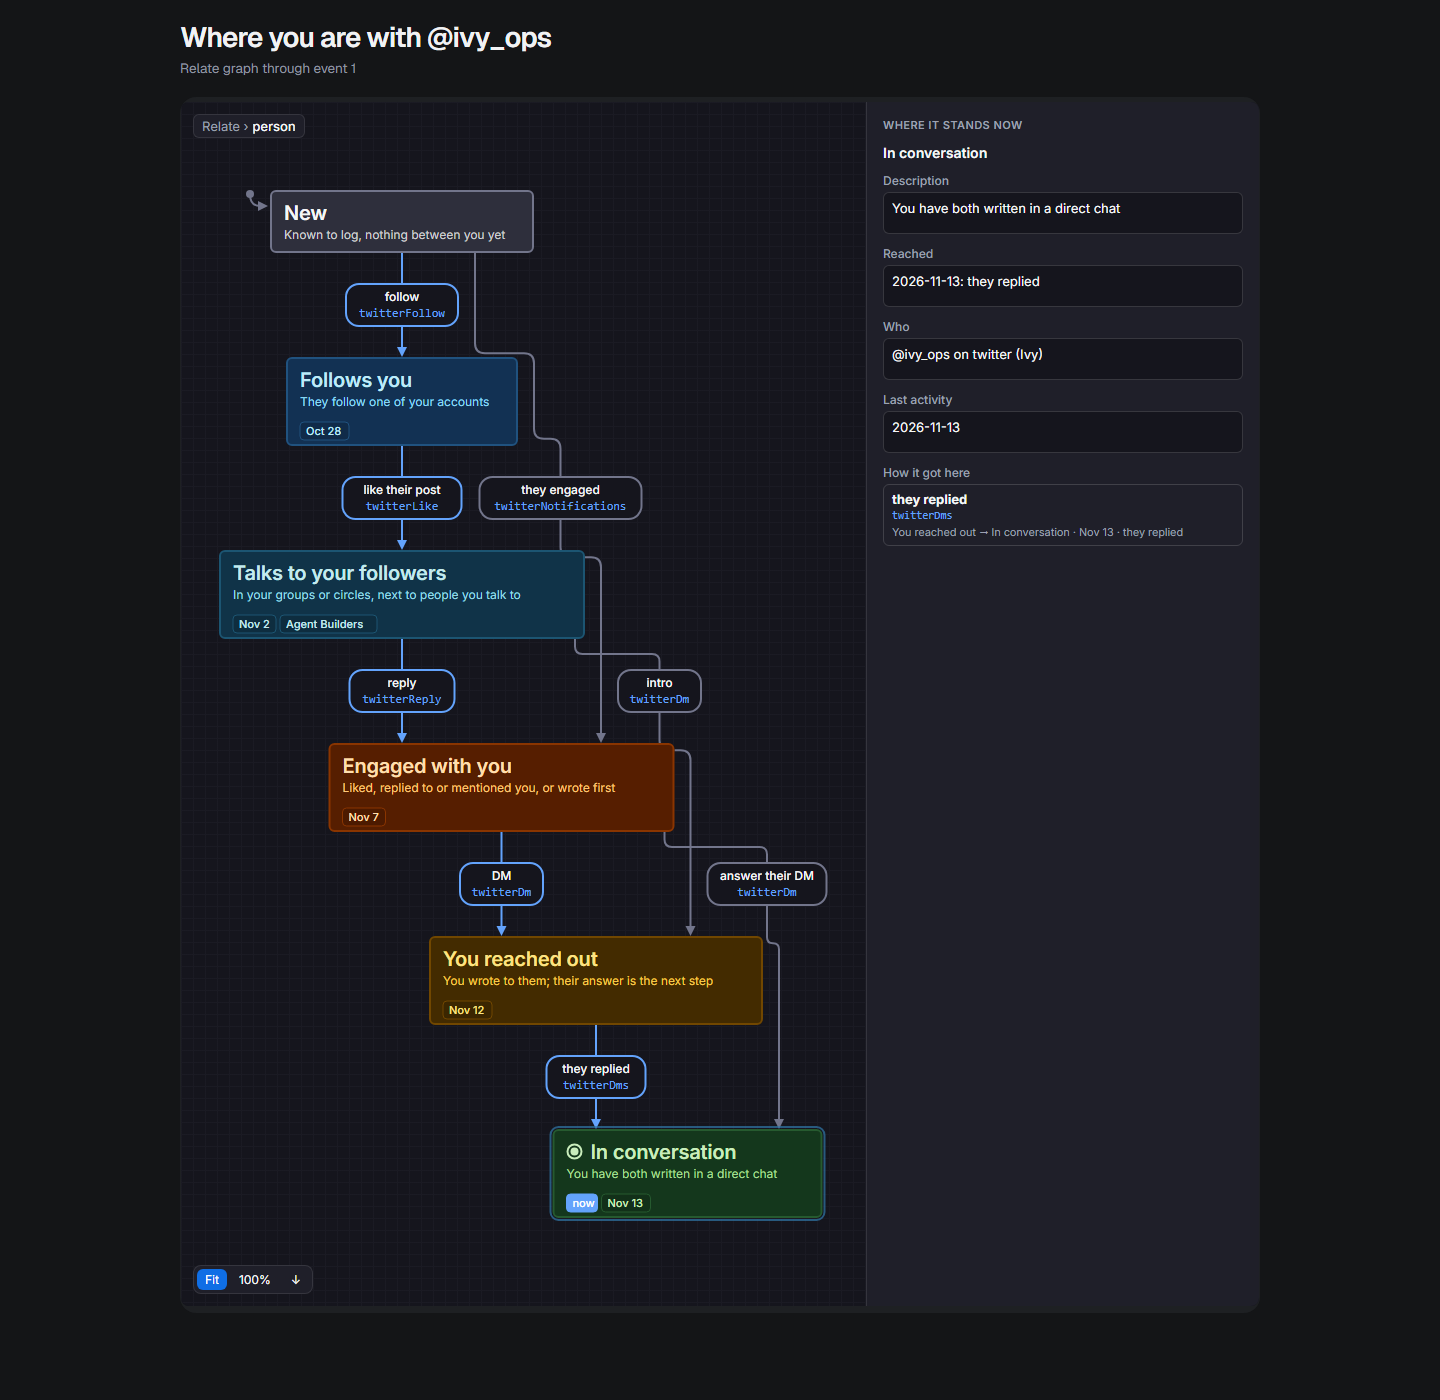 Where you are with @ivy_ops
Relate graph through event 1
Relate › person
New
Known to log, nothing between you yet
follow
twitterFollow
Follows you
They follow one of your accounts
Oct 28
like their post
twitterLike
they engaged
twitterNotifications
Talks to your followers
In your groups or circles, next to people you talk to
Nov 2
Agent Builders
reply
twitterReply
intro
twitterDm
Engaged with you
Liked, replied to or mentioned you, or wrote first
Nov 7
DM
twitterDm
answer their DM
twitterDm
You reached out
You wrote to them; their answer is the next step
Nov 12
they replied
twitterDms
In conversation
You have both written in a direct chat
now
Nov 13
Fit
100%
↓
WHERE IT STANDS NOW
In conversation
Description
You have both written in a direct chat
Reached
2026-11-13: they replied
Who
@ivy_ops on twitter (Ivy)
Last activity
2026-11-13
How it got here
they replied
twitterDms
You reached out → In conversation · Nov 13 · they replied